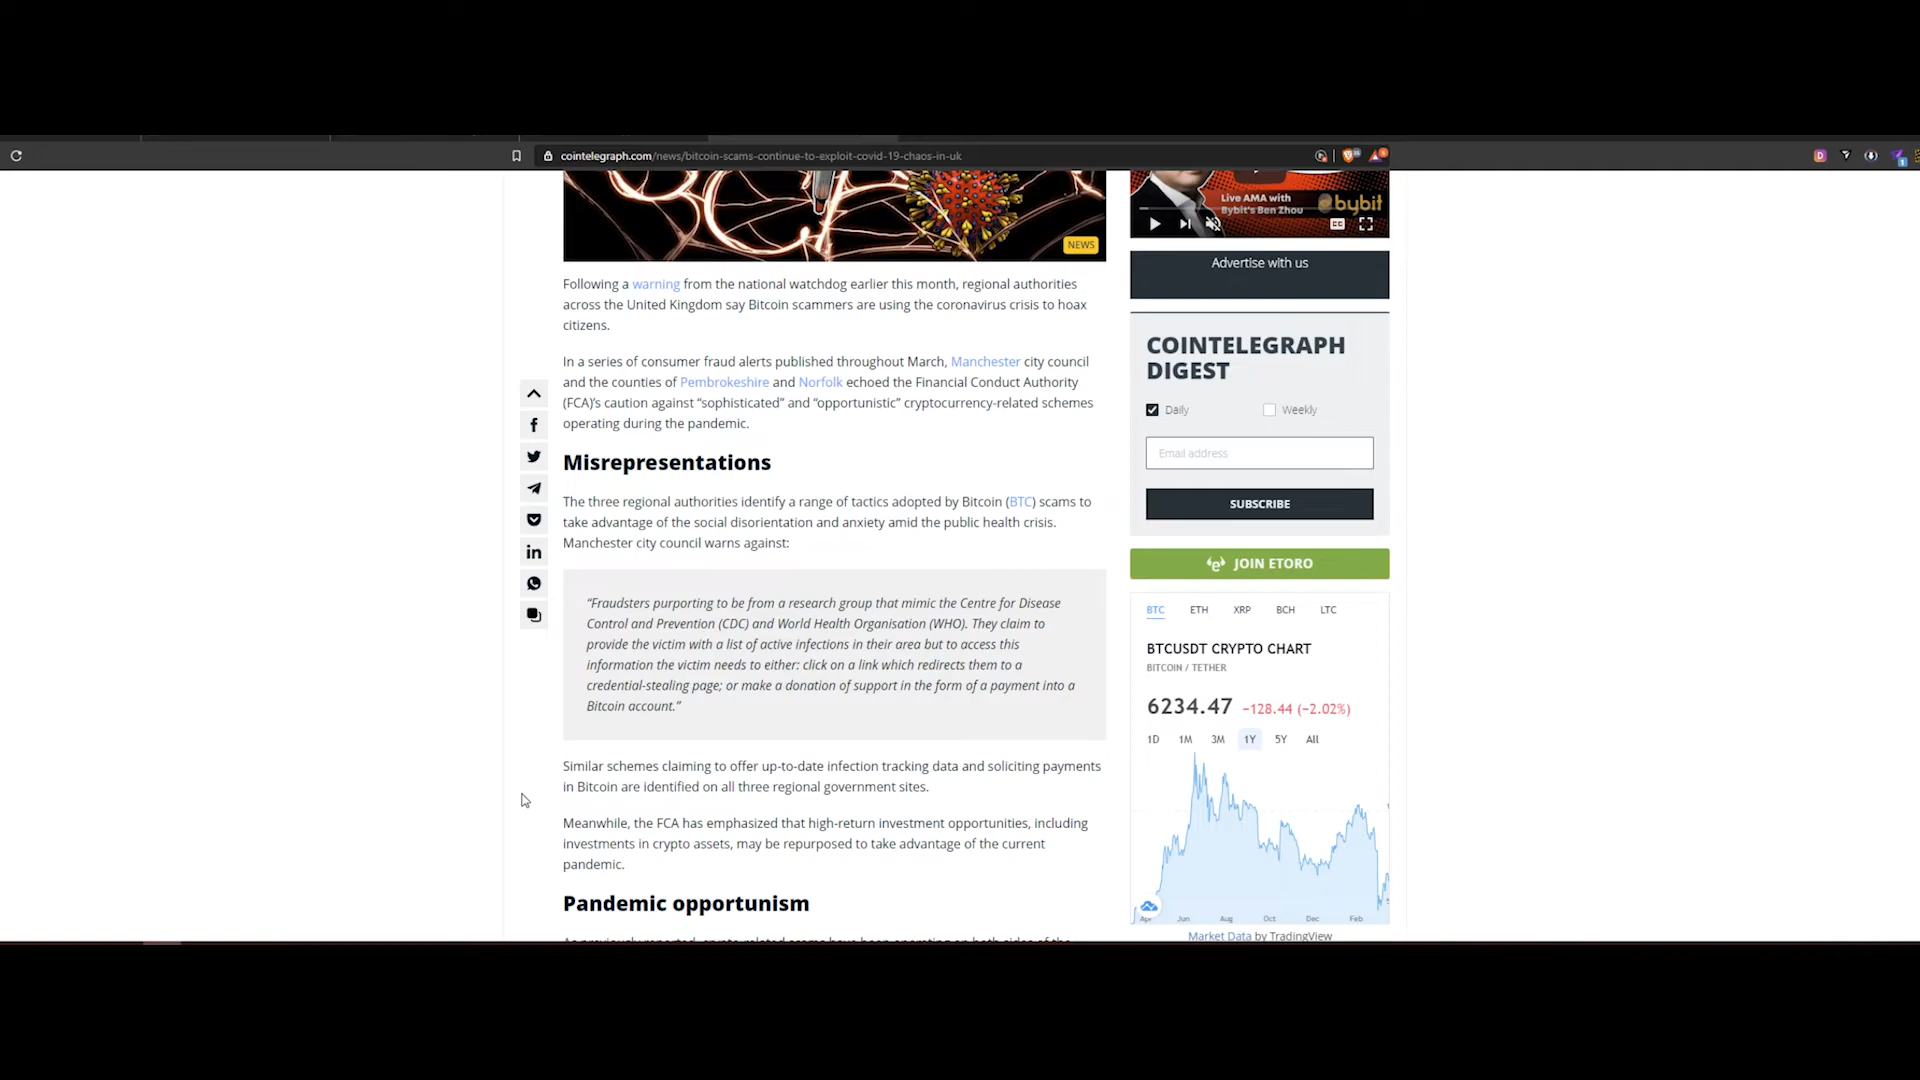 cointelegraph.com/news/bitcoin-scams-continue-to-exploit-covid-19-chaos-in-uk
NEWS
Following a warning from the national watchdog earlier this month, regional authorities
across the United Kingdom say Bitcoin scammers are using the coronavirus crisis to hoax
citizens.
In a series of consumer fraud alerts published throughout March, Manchester city council
and the counties of Pembrokeshire and Norfolk echoed the Financial Conduct Authority
(FCA)’s caution against “sophisticated” and “opportunistic” cryptocurrency-related schemes
operating during the pandemic.
Misrepresentations
The three regional authorities identify a range of tactics adopted by Bitcoin (BTC) scams to
take advantage of the social disorientation and anxiety amid the public health crisis.
Manchester city council warns against:
“Fraudsters purporting to be from a research group that mimic the Centre for Disease
Control and Prevention (CDC) and World Health Organisation (WHO). They claim to
provide the victim with a list of active infections in their area but to access this
information the victim needs to either: click on a link which redirects them to a
credential-stealing page; or make a donation of support in the form of a payment into a
Bitcoin account.”
Similar schemes claiming to offer up-to-date infection tracking data and soliciting payments
in Bitcoin are identified on all three regional government sites.
Meanwhile, the FCA has emphasized that high-return investment opportunities, including
investments in crypto assets, may be repurposed to take advantage of the current
pandemic.
Pandemic opportunism
Live AMA with
Bybit's Ben Zhou
bybit
CC
Advertise with us
COINTELEGRAPH
DIGEST
Daily Weekly
Email address
SUBSCRIBE
JOIN ETORO
BTC ETH XRP BCH LTC
BTCUSDT CRYPTO CHART
BITCOIN / TETHER
6234.47 −128.44 (−2.02%)
1D 1M 3M 1Y 5Y All
Apr Jun Aug Oct Dec Feb
Market Data by TradingView